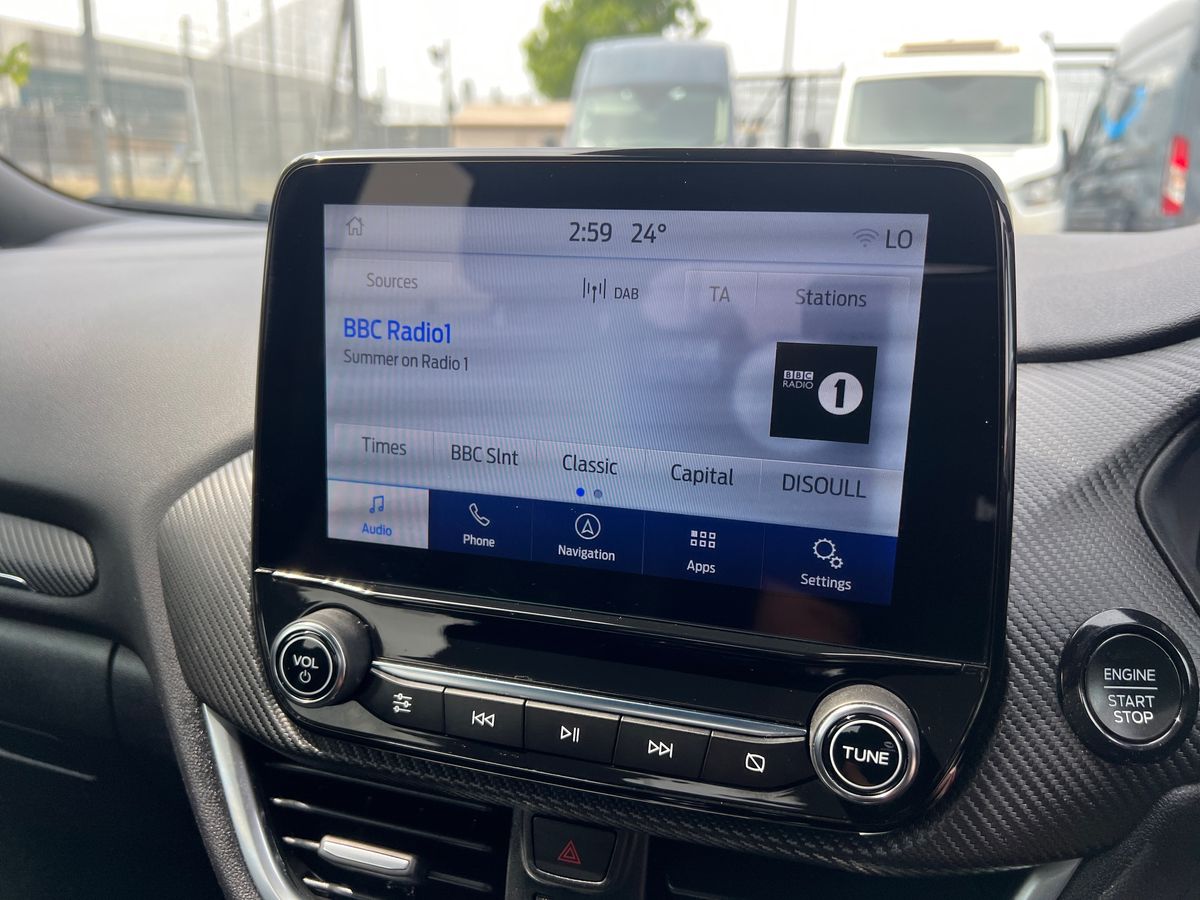 2:59 24° LO
Sources DAB TA Stations
BBC Radio1
Summer on Radio 1
BBC
RADIO 1
Times BBC Slnt Classic Capital DISOULL
Audio Phone Navigation Apps Settings
VOL
TUNE
ENGINE
START
STOP